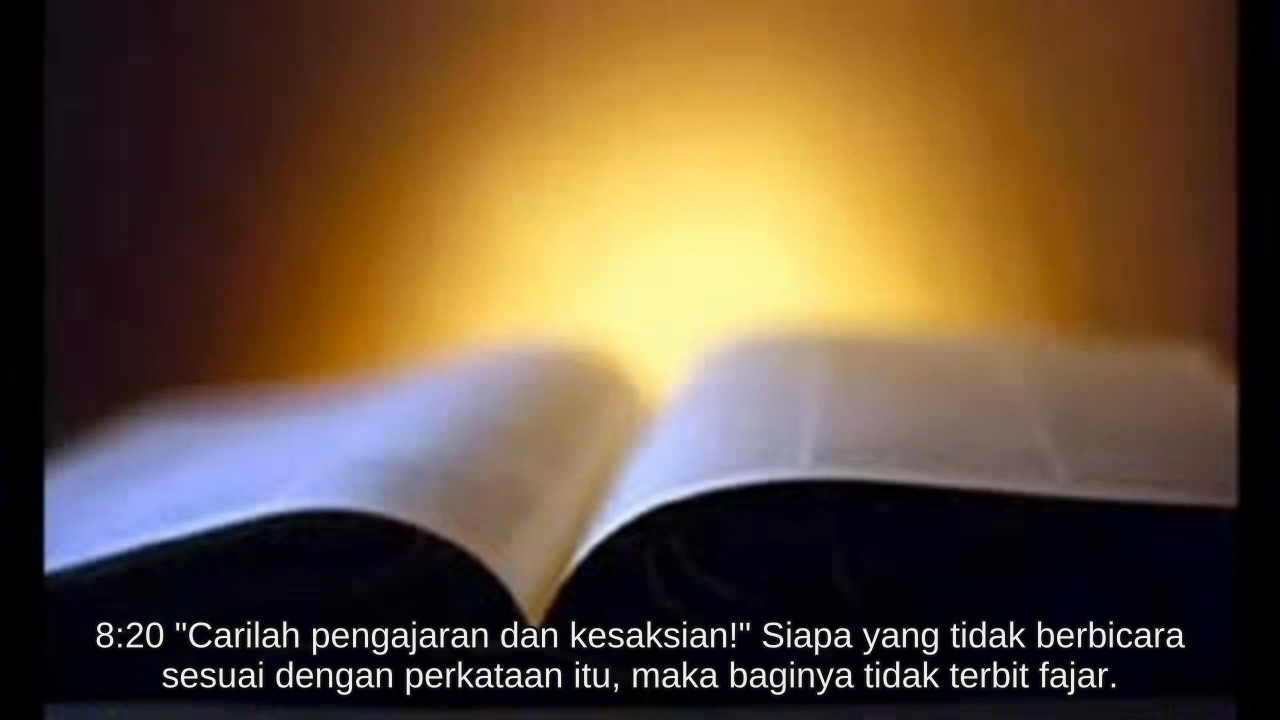 8:20 "Carilah pengajaran dan kesaksian!" Siapa yang tidak berbicara
sesuai dengan perkataan itu, maka baginya tidak terbit fajar.